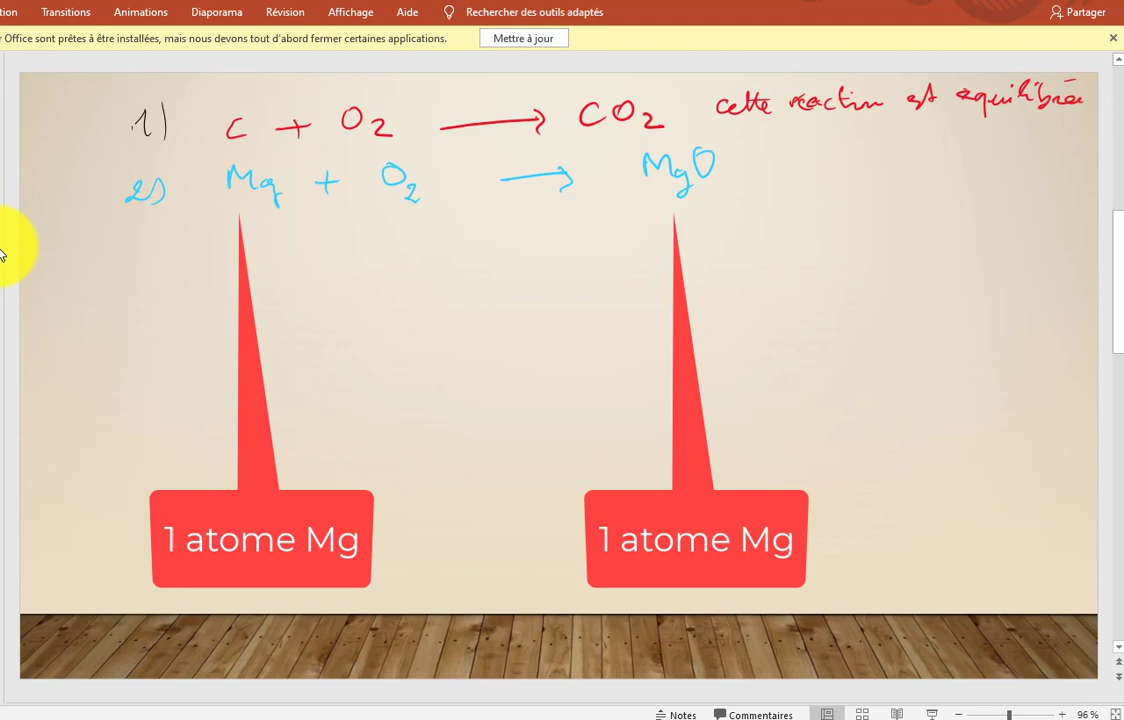 tion Transitions Animations Diaporama Révision Affichage Aide Rechercher des outils adaptés Partager
r Office sont prêtes à être installées, mais nous devons tout d'abord fermer certaines applications. Mettre à jour
1) C + O2 → CO2 cette réaction est équilibrée
2) Mg + O2 → MgO
1 atome Mg 1 atome Mg
Notes Commentaires 96 %